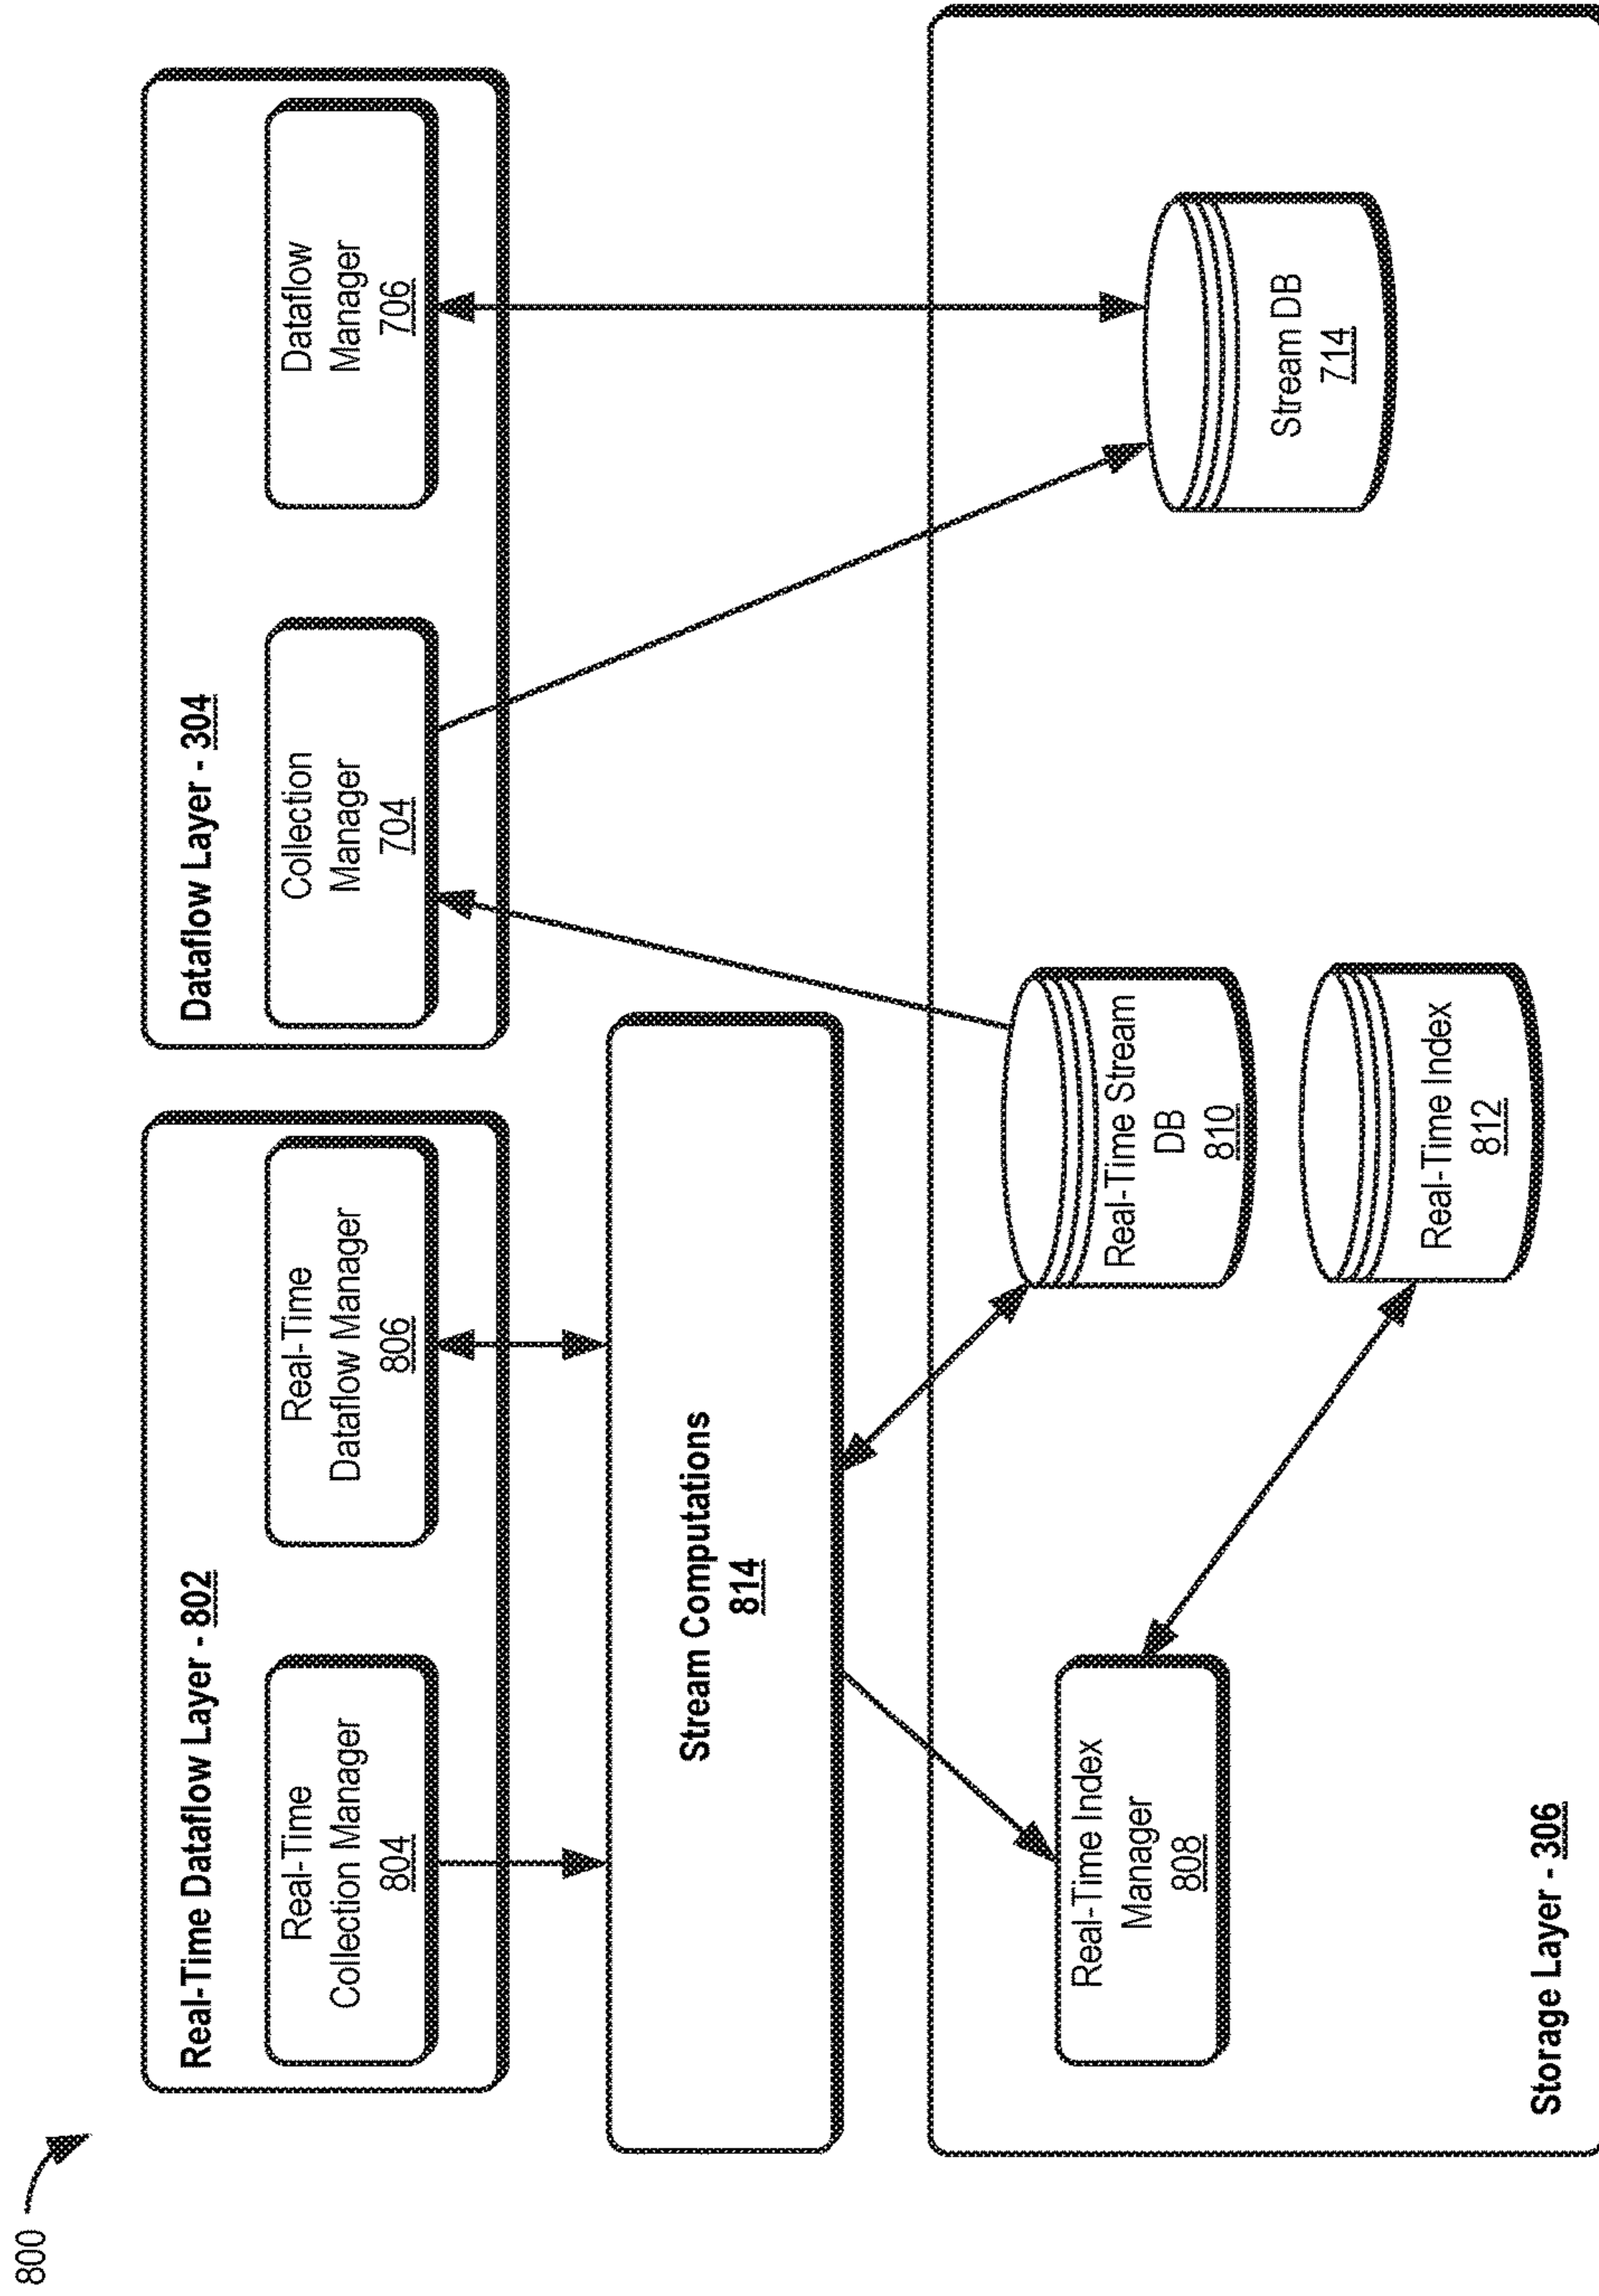 800
Real-Time Dataflow Layer - 802
Real-Time
Collection Manager
804
Real-Time
Dataflow Manager
806
Dataflow Layer - 304
Collection
Manager
704
Dataflow
Manager
706
Stream Computations
814
Real-Time Index
Manager
808
Real-Time Stream
DB
810
Real-Time Index
812
Stream DB
714
Storage Layer - 306